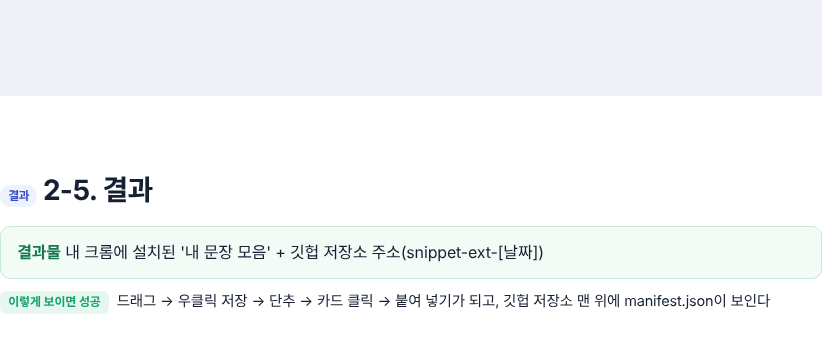 결과 2-5. 결과
결과물 내 크롬에 설치된 '내 문장 모음' + 깃헙 저장소 주소(snippet-ext-[날짜])
이렇게 보이면 성공 드래그 → 우클릭 저장 → 단추 → 카드 클릭 → 붙여 넣기가 되고, 깃헙 저장소 맨 위에 manifest.json이 보인다